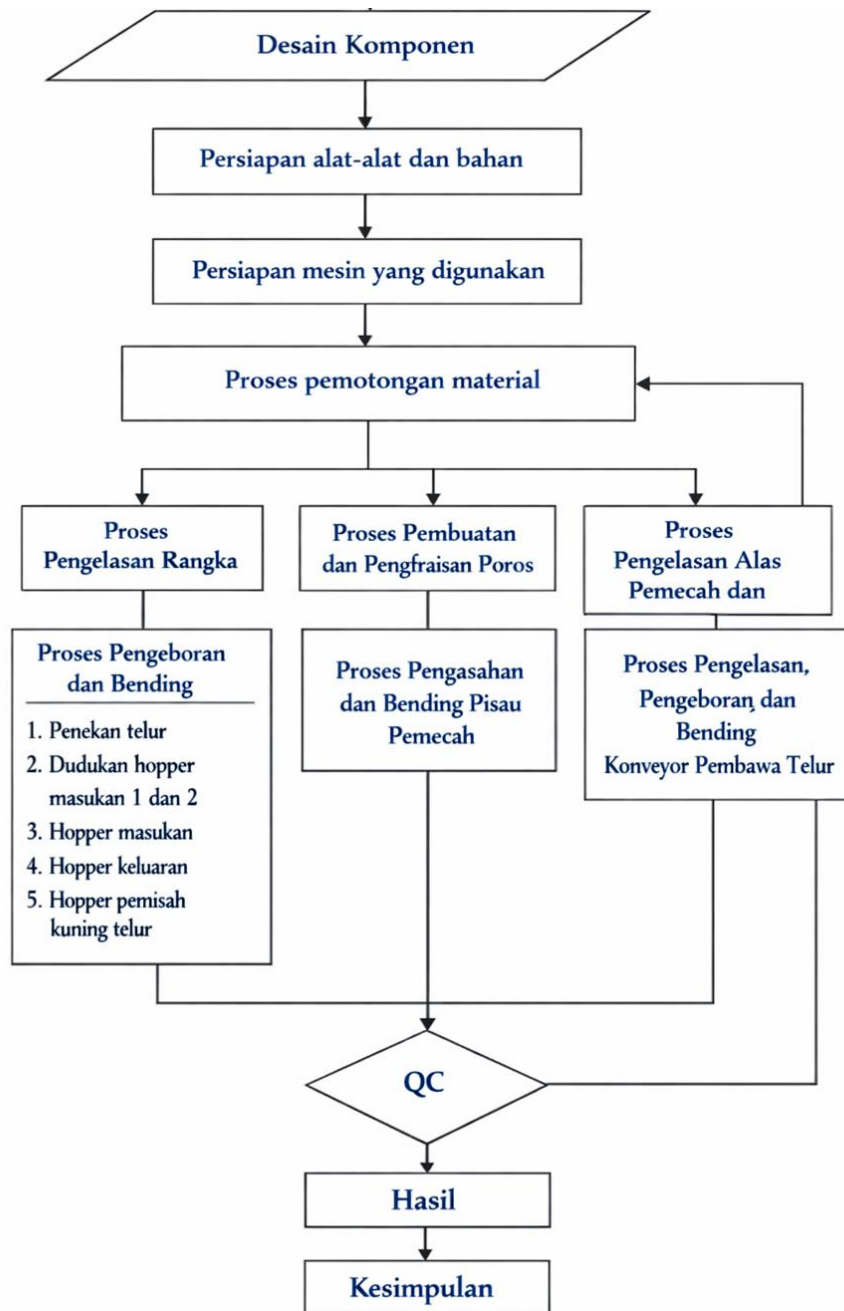 Desain Komponen
Persiapan alat-alat dan bahan
Persiapan mesin yang digunakan
Proses pemotongan material
Proses
Pengelasan Rangka
Proses Pembuatan
dan Pengfraisan Poros
Proses
Pengelasan Alas
Pemecah dan
Proses Pengeboran
dan Bending
1. Penekan telur
2. Dudukan hopper
masukan 1 dan 2
3. Hopper masukan
4. Hopper keluaran
5. Hopper pemisah
kuning telur
Proses Pengasahan
dan Bending Pisau
Pemecah
Proses Pengelasan,
Pengeboran dan
Bending
Konveyor Pembawa Telur
QC
Hasil
Kesimpulan